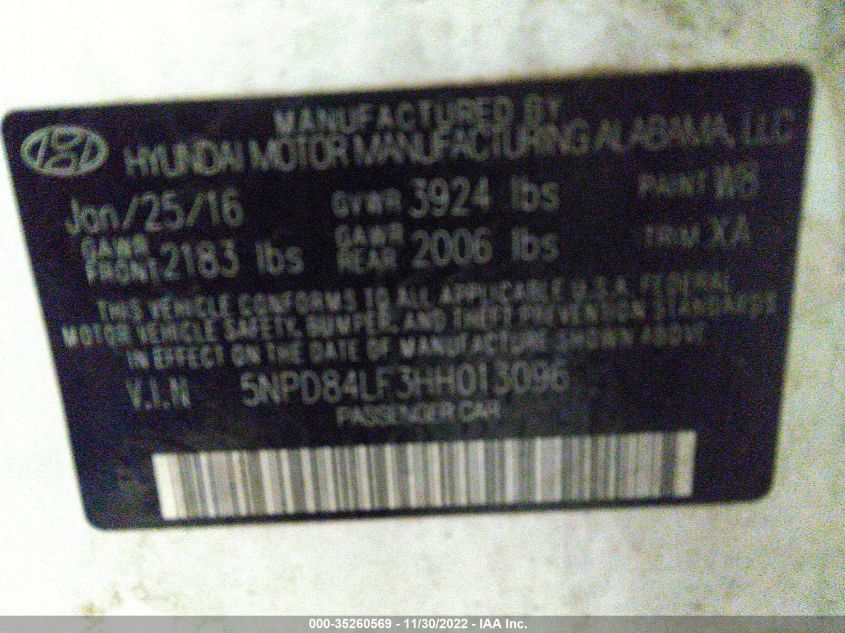 MANUFACTURED BY
HYUNDAI MOTOR MANUFACTURING ALABAMA, LLC
Jan/25/16 GVWR 3924 lbs PAINT W8
GAWR FRONT 2183 lbs GAWR REAR 2006 lbs TRIM XA
THIS VEHICLE CONFORMS TO ALL APPLICABLE U.S.A. FEDERAL
MOTOR VEHICLE SAFETY, BUMPER, AND THEFT PREVENTION STANDARDS
IN EFFECT ON THE DATE OF MANUFACTURE SHOWN ABOVE
V.I.N 5NPD84LF3HH013096
PASSENGER CAR
000-35260569 - 11/30/2022 - IAA Inc.